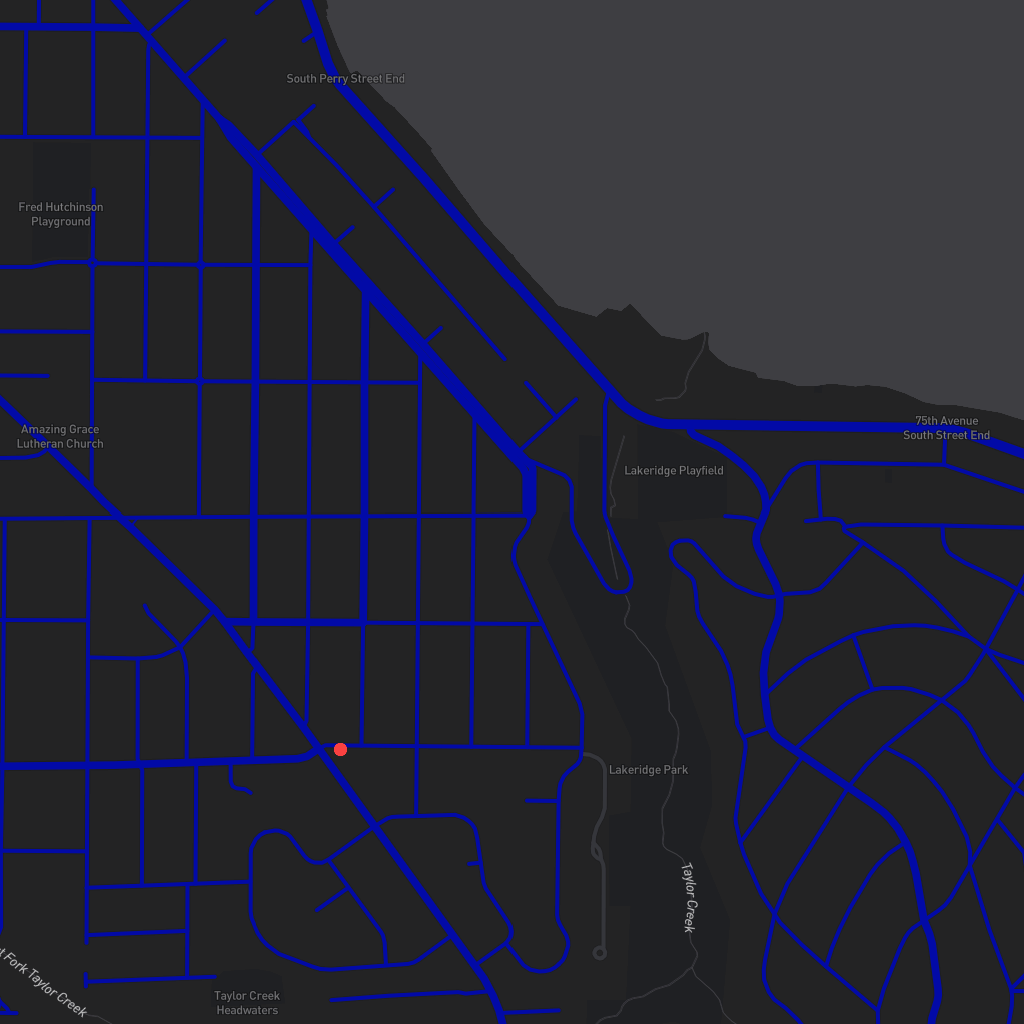 South Perry Street End
Fred Hutchinson
Playground
Amazing Grace
Lutheran Church
75th Avenue
South Street End
Lakeridge Playfield
Lakeridge Park
Taylor Creek
Fork Taylor Creek
Taylor Creek
Headwaters